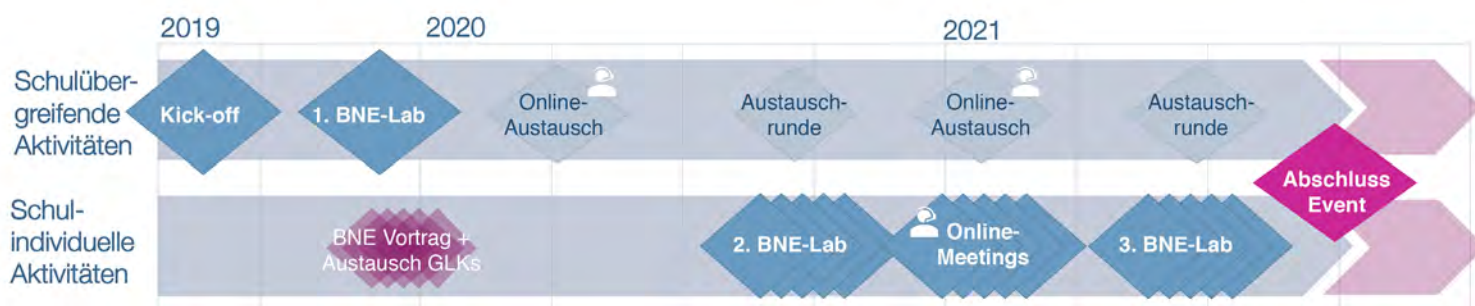 2019
2020
2021
Schulüber-
greifende
Aktivitäten
Kick-off
1. BNE-Lab
Online-
Austausch
Austausch-
runde
Online-
Austausch
Austausch-
runde
Abschluss
Event
Schul-
individuelle
Aktivitäten
BNE Vortrag +
Austausch GLKs
2. BNE-Lab
Online-
Meetings
3. BNE-Lab